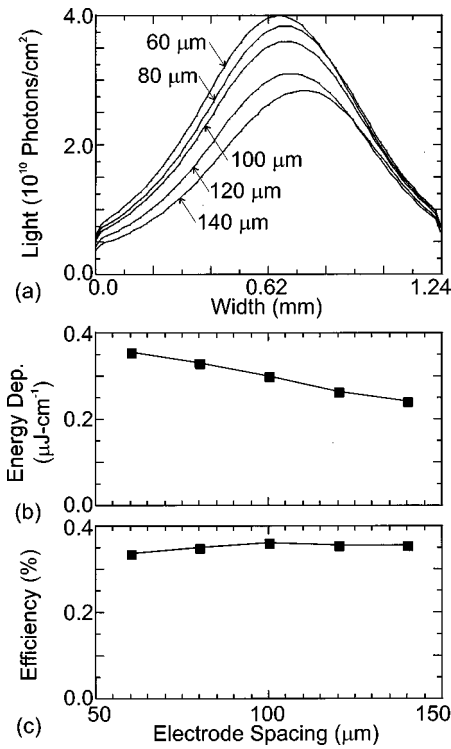 4.0
60 μm
80 μm
2.0
100 μm
120 μm
140 μm
Light (10¹⁰ Photons/cm²)
0.0
(a)
0.0 0.62 1.24
Width (mm)
0.4
0.2
Energy Dep.
(μJ-cm⁻¹)
0.0
(b)
0.4
0.2
Efficiency (%)
0.0
(c)
50 100 150
Electrode Spacing (μm)